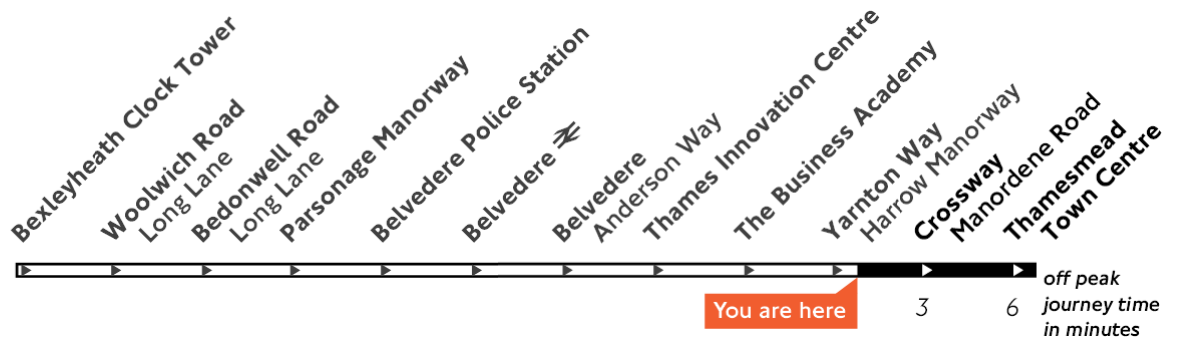 Bexleyheath Clock Tower
Woolwich Road
Long Lane
Bedonwell Road
Long Lane
Parsonage Manorway
Belvedere Police Station
Belvedere
Belvedere
Anderson Way
Thames Innovation Centre
The Business Academy
Yarnton Way
Harrow Manorway
Crossway
Manordene Road
Thamesmead
Town Centre
You are here
3
6
off peak
journey time
in minutes